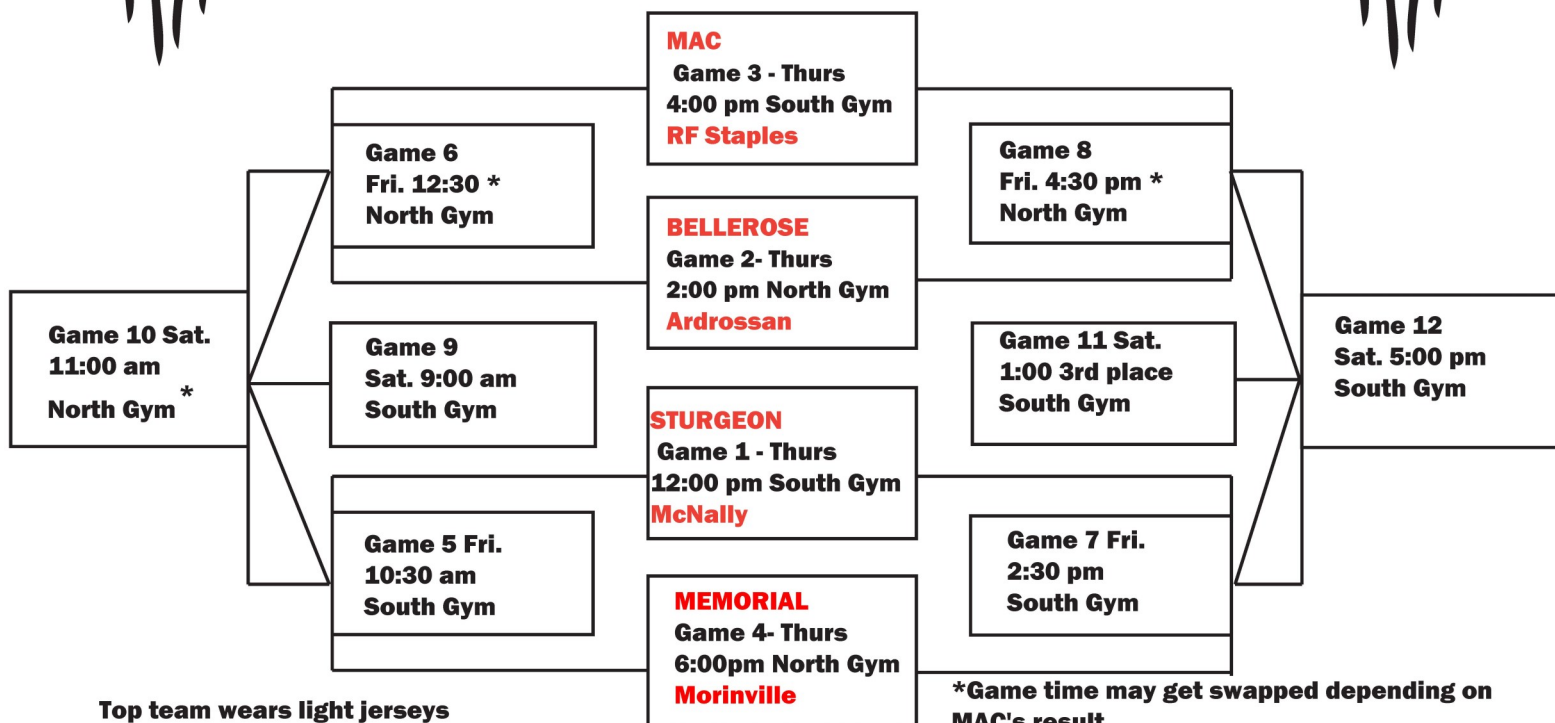 MAC
Game 3 - Thurs
4:00 pm South Gym
RF Staples
Game 6
Fri. 12:30 *
North Gym
Game 8
Fri. 4:30 pm *
North Gym
BELLEROSE
Game 2- Thurs
2:00 pm North Gym
Ardrossan
Game 10 Sat.
11:00 am
North Gym *
Game 9
Sat. 9:00 am
South Gym
Game 11 Sat.
1:00 3rd place
South Gym
Game 12
Sat. 5:00 pm
South Gym
STURGEON
Game 1 - Thurs
12:00 pm South Gym
McNally
Game 5 Fri.
10:30 am
South Gym
Game 7 Fri.
2:30 pm
South Gym
MEMORIAL
Game 4- Thurs
6:00pm North Gym
Morinville
Top team wears light jerseys
*Game time may get swapped depending on
MAC's result